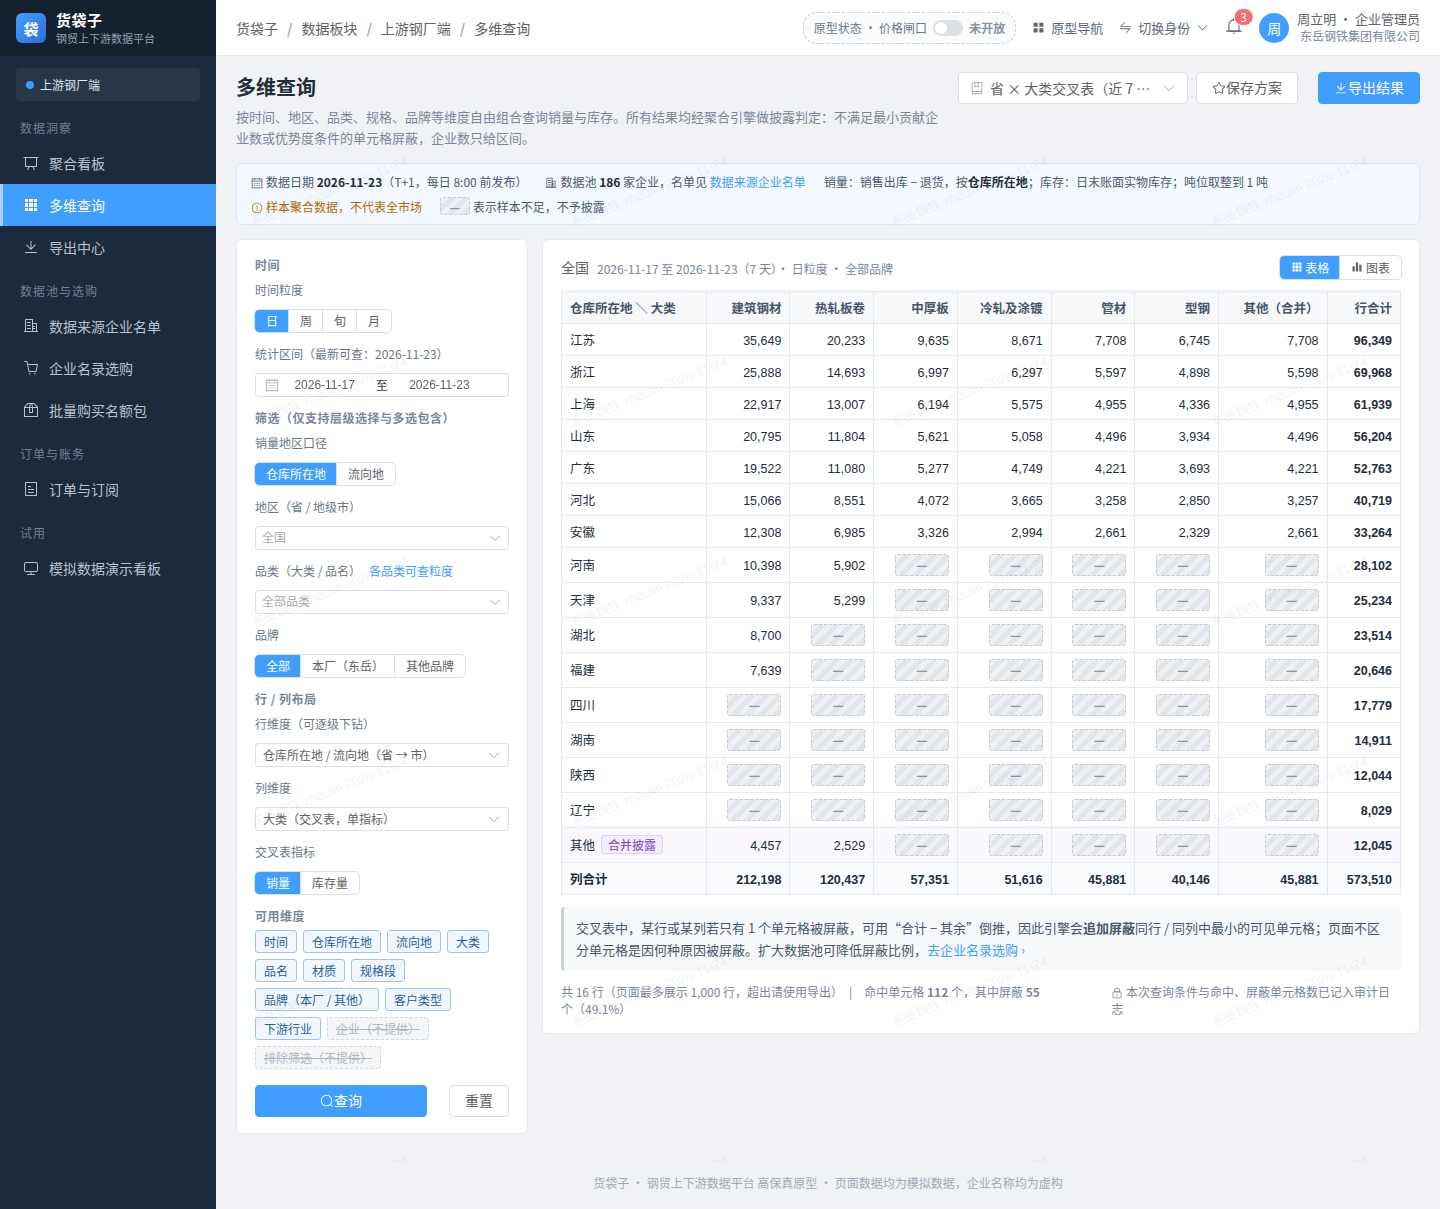 袋 货袋子
钢贸上下游数据平台
上游钢厂端
数据洞察
聚合看板
多维查询
导出中心
数据池与选购
数据来源企业名单
企业名录选购
批量购买名额包
订单与账务
订单与订阅
试用
模拟数据演示看板
货袋子 / 数据板块 / 上游钢厂端 / 多维查询
原型状态 · 价格闸口 未开放 原型导航 切换身份 3 周 周立明 · 企业管理员
东岳钢铁集团有限公司
多维查询
按时间、地区、品类、规格、品牌等维度自由组合查询销量与库存。所有结果均经聚合引擎做披露判定：不满足最小贡献企
业数或优势度条件的单元格屏蔽，企业数只给区间。
省 × 大类交叉表（近 7 ··· 保存方案 导出结果
数据日期 2026-11-23（T+1，每日 8:00 前发布） 数据池 186 家企业，名单见 数据来源企业名单 销量：销售出库 − 退货，按仓库所在地；库存：日末账面实物库存；吨位取整到 1 吨
样本聚合数据，不代表全市场 — 表示样本不足，不予披露
时间
时间粒度
日 周 旬 月
统计区间（最新可查：2026-11-23）
2026-11-17 至 2026-11-23
筛选（仅支持层级选择与多选包含）
销量地区口径
仓库所在地 流向地
地区（省 / 地级市）
全国
品类（大类 / 品名） 各品类可查粒度
全部品类
品牌
全部 本厂（东岳） 其他品牌
行 / 列布局
行维度（可逐级下钻）
仓库所在地 / 流向地（省 → 市）
列维度
大类（交叉表，单指标）
交叉表指标
销量 库存量
可用维度
时间 仓库所在地 流向地 大类
品名 材质 规格段
品牌（本厂 / 其他） 客户类型
下游行业 企业（不提供）
排除筛选（不提供）
查询 重置
全国 2026-11-17 至 2026-11-23（7 天）· 日粒度 · 全部品牌 表格 图表
仓库所在地 ＼ 大类 建筑钢材 热轧板卷 中厚板 冷轧及涂镀 管材 型钢 其他（合并） 行合计
江苏 35,649 20,233 9,635 8,671 7,708 6,745 7,708 96,349
浙江 25,888 14,693 6,997 6,297 5,597 4,898 5,598 69,968
上海 22,917 13,007 6,194 5,575 4,955 4,336 4,955 61,939
山东 20,795 11,804 5,621 5,058 4,496 3,934 4,496 56,204
广东 19,522 11,080 5,277 4,749 4,221 3,693 4,221 52,763
河北 15,066 8,551 4,072 3,665 3,258 2,850 3,257 40,719
安徽 12,308 6,985 3,326 2,994 2,661 2,329 2,661 33,264
河南 10,398 5,902 — — — — — 28,102
天津 9,337 5,299 — — — — — 25,234
湖北 8,700 — — — — — — 23,514
福建 7,639 — — — — — — 20,646
四川 — — — — — — — 17,779
湖南 — — — — — — — 14,911
陕西 — — — — — — — 12,044
辽宁 — — — — — — — 8,029
其他 合并披露 4,457 2,529 — — — — — 12,045
列合计 212,198 120,437 57,351 51,616 45,881 40,146 45,881 573,510
交叉表中，某行或某列若只有 1 个单元格被屏蔽，可用“合计 − 其余”倒推，因此引擎会追加屏蔽同行 / 同列中最小的可见单元格；页面不区
分单元格是因何种原因被屏蔽。扩大数据池可降低屏蔽比例，去企业名录选购 ›
共 16 行（页面最多展示 1,000 行，超出请使用导出） | 命中单元格 112 个，其中屏蔽 55
个（49.1%）
本次查询条件与命中、屏蔽单元格数已记入审计日
志
货袋子 · 钢贸上下游数据平台 高保真原型 · 页面数据均为模拟数据，企业名称均为虚构